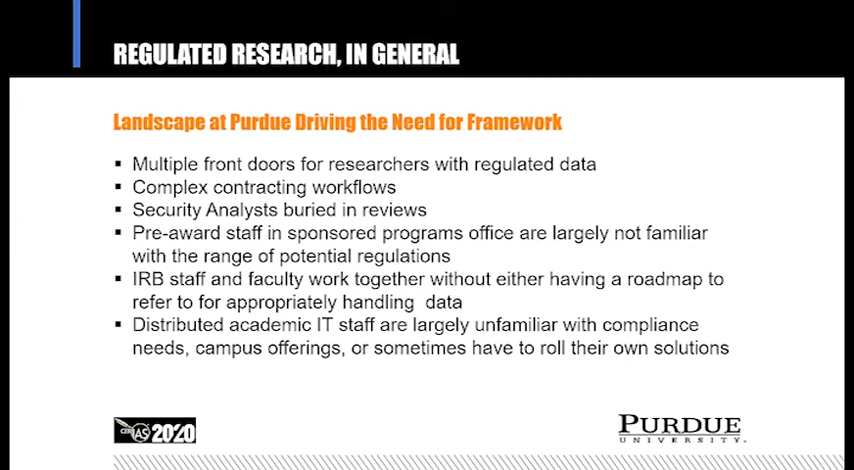 REGULATED RESEARCH, IN GENERAL
Landscape at Purdue Driving the Need for Framework
▪ Multiple front doors for researchers with regulated data
▪ Complex contracting workflows
▪ Security Analysts buried in reviews
▪ Pre-award staff in sponsored programs office are largely not familiar
with the range of potential regulations
▪ IRB staff and faculty work together without either having a roadmap to
refer to for appropriately handling data
▪ Distributed academic IT staff are largely unfamiliar with compliance
needs, campus offerings, or sometimes have to roll their own solutions
CERIAS 2020
PURDUE
UNIVERSITY